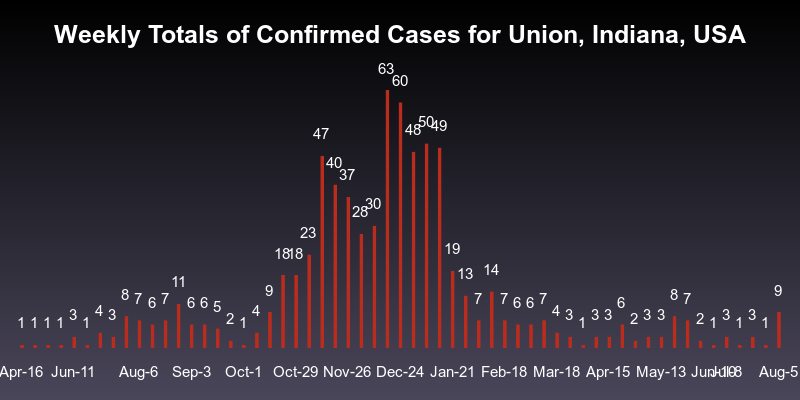 Weekly Totals of Confirmed Cases for Union, Indiana, USA
1 1 1 1 3 1 4 3 8 7 6 7 11 6 6 5 2 1 4 9 18 18 23 47 40 37 28 30 63 60 48 50 49 19 13 7 14 7 6 6 7 4 3 1 3 3 6 2 3 3 8 7 2 1 3 1 3 1 9
Apr-16 Jun-11 Aug-6 Sep-3 Oct-1 Oct-29 Nov-26 Dec-24 Jan-21 Feb-18 Mar-18 Apr-15 May-13 Jun-10 Jul-8 Aug-5